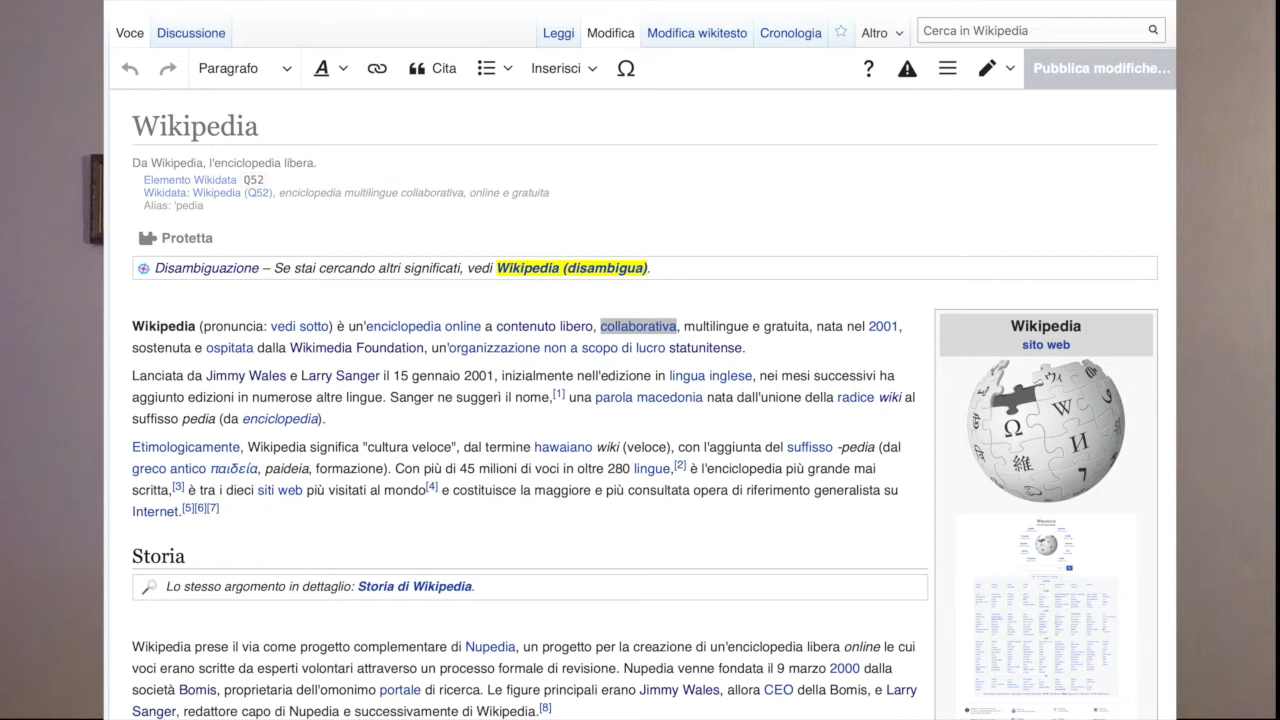 Voce Discussione Leggi Modifica Modifica wikitesto Cronologia Altro Cerca in Wikipedia
Paragrafo A Cita Inserisci Ω ? Pubblica modifiche...
Wikipedia
Da Wikipedia, l'enciclopedia libera.
Elemento Wikidata Q52
Wikidata: Wikipedia (Q52), enciclopedia multilingue collaborativa, online e gratuita
Alias: 'pedia
Protetta
Disambiguazione – Se stai cercando altri significati, vedi Wikipedia (disambigua).
Wikipedia (pronuncia: vedi sotto) è un'enciclopedia online a contenuto libero, collaborativa, multilingue e gratuita, nata nel 2001,
sostenuta e ospitata dalla Wikimedia Foundation, un'organizzazione non a scopo di lucro statunitense.
Lanciata da Jimmy Wales e Larry Sanger il 15 gennaio 2001, inizialmente nell'edizione in lingua inglese, nei mesi successivi ha
aggiunto edizioni in numerose altre lingue. Sanger ne suggerì il nome,[1] una parola macedonia nata dall'unione della radice wiki al
suffisso pedia (da enciclopedia).
Etimologicamente, Wikipedia significa "cultura veloce", dal termine hawaiano wiki (veloce), con l'aggiunta del suffisso -pedia (dal
greco antico παιδεία, paideia, formazione). Con più di 45 milioni di voci in oltre 280 lingue,[2] è l'enciclopedia più grande mai
scritta,[3] è tra i dieci siti web più visitati al mondo[4] e costituisce la maggiore e più consultata opera di riferimento generalista su
Internet.[5][6][7]
Storia
Lo stesso argomento in dettaglio: Storia di Wikipedia.
Wikipedia prese il via come progetto complementare di Nupedia, un progetto per la creazione di un'enciclopedia libera online le cui
voci erano scritte da esperti attraverso un processo formale di revisione. Nupedia venne fondata il 9 marzo 2000 dalla
società Bomis, proprietaria di un portale di ricerca. Le figure principali erano Jimmy Wales, allora CEO della Bomis, e Larry
Sanger, redattore capo di Nupedia e successivamente di Wikipedia.[8]
Wikipedia
sito web
Ω W И 維